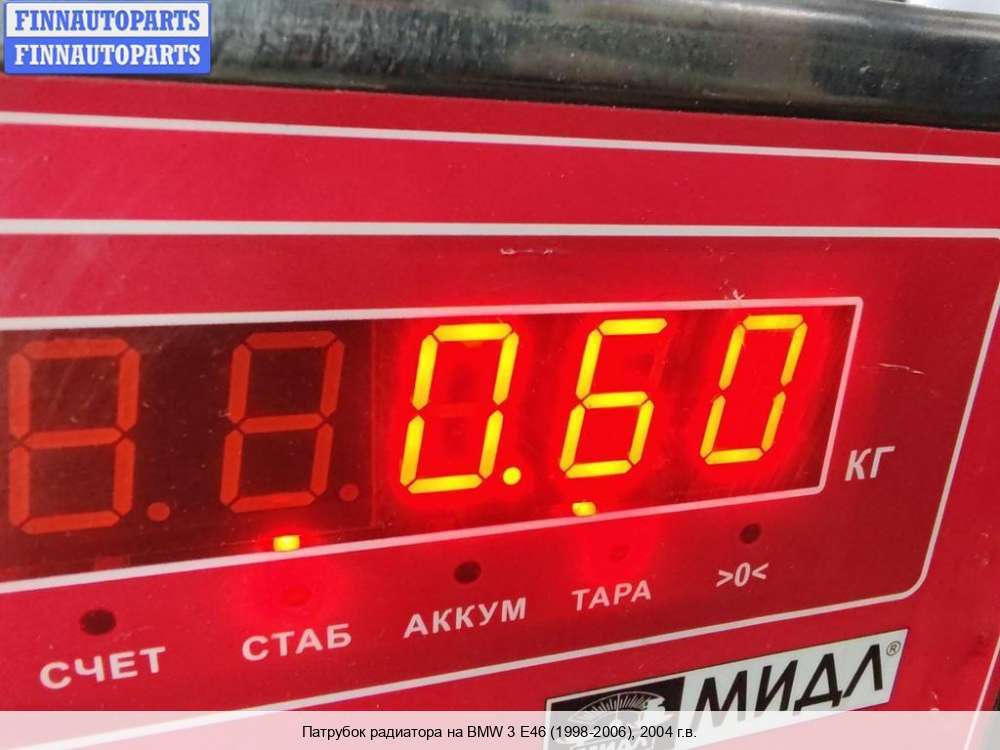 FINNAUTOPARTS
FINNAUTOPARTS
0.60
КГ
СЧЕТ
СТАБ
АККУМ
ТАРА
>0<
МИДЛ®
МИДЛ
Патрубок радиатора на BMW 3 E46 (1998-2006), 2004 г.в.